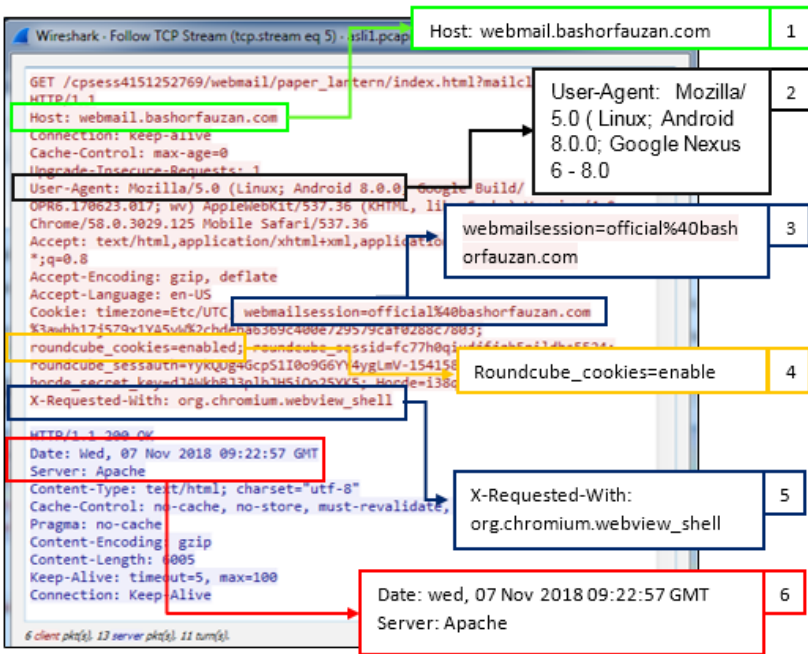 Wireshark - Follow TCP Stream (tcp.stream eq 5) - asli1.pcap
GET /cpsess4151252769/webmail/paper_lantern/index.html?mailcl
HTTP/1.1
Host: webmail.bashorfauzan.com
Connection: keep-alive
Cache-Control: max-age=0
Upgrade-Insecure-Requests: 1
User-Agent: Mozilla/5.0 (Linux; Android 8.0.0; Google Build/
OPR6.170623.017; wv) AppleWebKit/537.36 (KHTML,
Chrome/58.0.3029.125 Mobile Safari/537.36
Accept: text/html,application/xhtml+xml,applicatio
*;q=0.8
Accept-Encoding: gzip, deflate
Accept-Language: en-US
Cookie: timezone=Etc/UTC; webmailsession=official%40bashorfauzan.com
roundcube_cookies=enabled;
X-Requested-With: org.chromium.webview_shell
HTTP/1.1 200 OK
Date: Wed, 07 Nov 2018 09:22:57 GMT
Server: Apache
Content-Type: text/html; charset="utf-8"
Cache-Control: no-cache, no-store, must-revalidate,
Pragma: no-cache
Content-Encoding: gzip
Content-Length: 6005
Keep-Alive: timeout=5, max=100
Connection: Keep-Alive
6 client pkt(s), 13 server pkt(s), 11 turn(s).
Host: webmail.bashorfauzan.com 1
User-Agent: Mozilla/ 2
5.0 ( Linux; Android
8.0.0; Google Nexus
6 - 8.0
webmailsession=official%40bash 3
orfauzan.com
Roundcube_cookies=enable 4
X-Requested-With: 5
org.chromium.webview_shell
Date: wed, 07 Nov 2018 09:22:57 GMT 6
Server: Apache